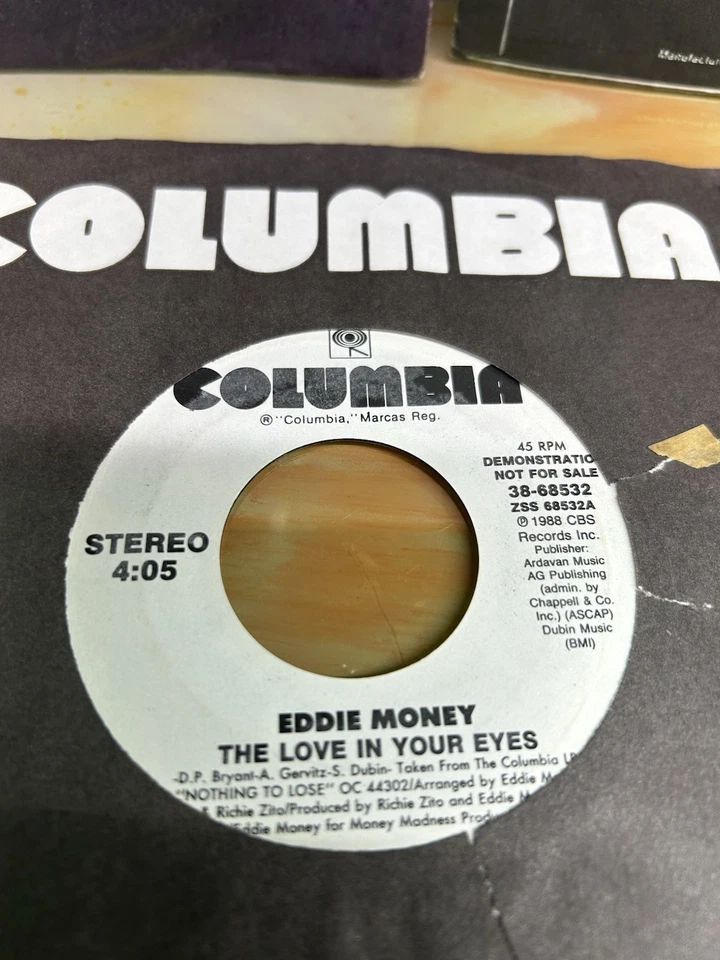 Manufactur
COLUMBIA
COLUMBIA
®"Columbia," Marcas Reg.
45 RPM
DEMONSTRATIO
NOT FOR SALE
38-68532
ZSS 68532A
℗ 1988 CBS
Records Inc.
Publisher:
Ardavan Music
AG Publishing
(admin. by
Chappell & Co.
Inc.) (ASCAP)
Dubin Music
(BMI)
STEREO
4:05
EDDIE MONEY
THE LOVE IN YOUR EYES
-D.P. Bryant-A. Gervitz-S. Dubin- Taken From The Columbia LP
"NOTHING TO LOSE" OC 44302/Arranged by Eddie M
& Richie Zito/Produced by Richie Zito and Eddie M
Eddie Money for Money Madness Produ